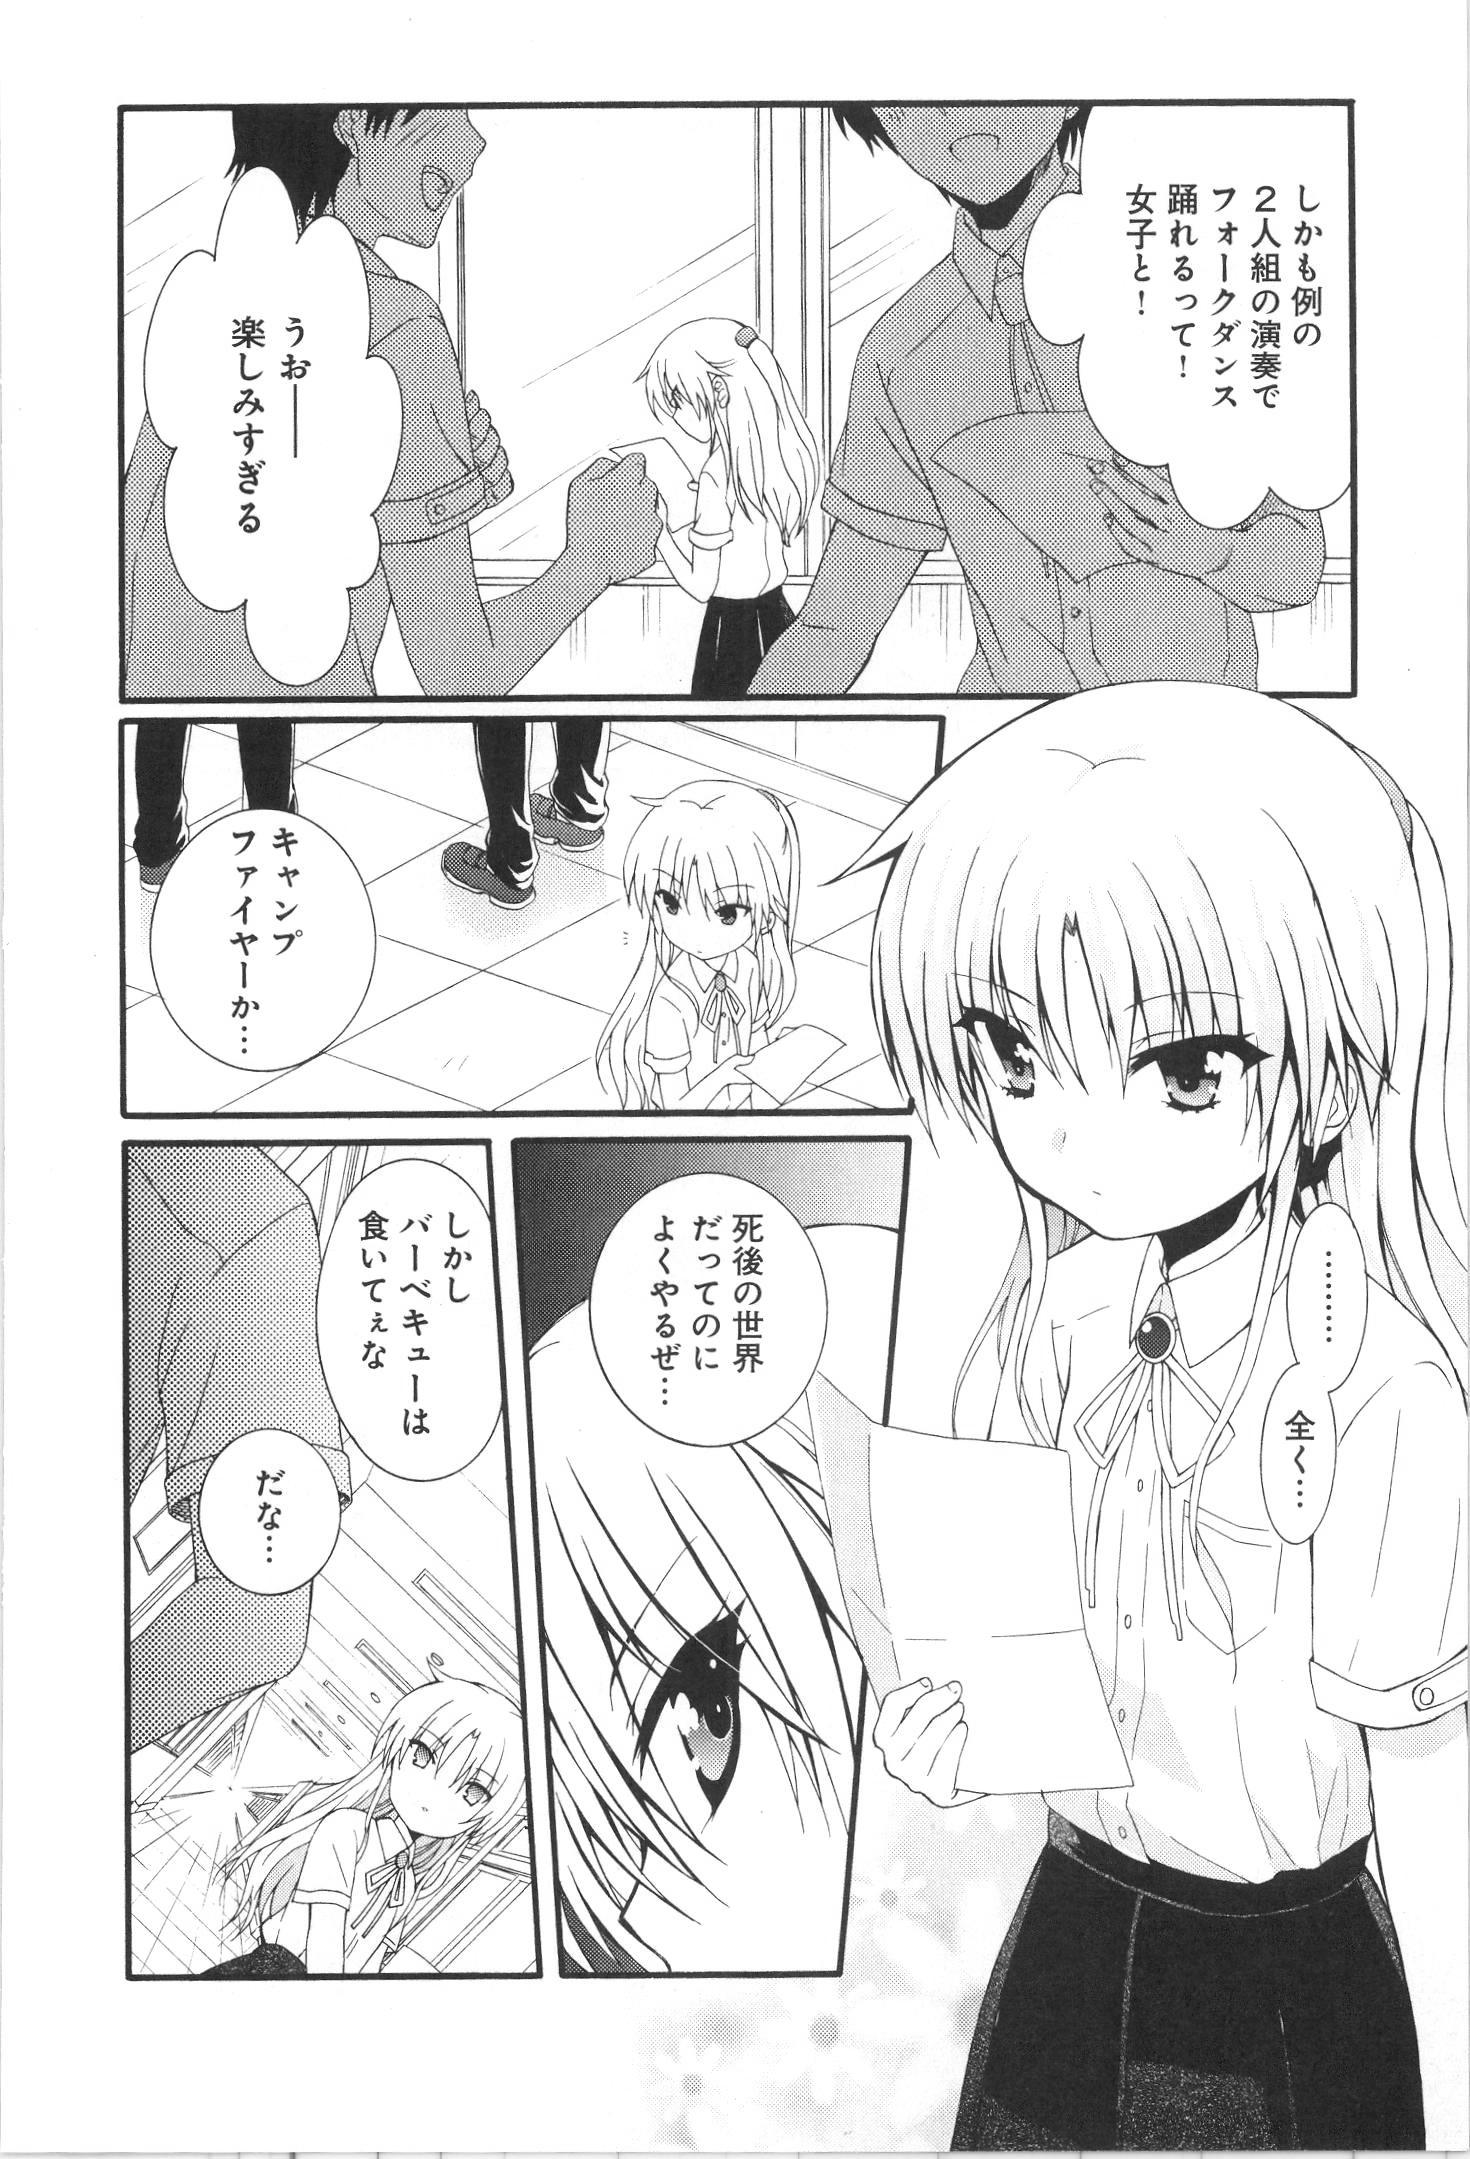 しかも例の
2人組の演奏で
フォークダンス
踊れるって!
女子と!
うお――
楽しみすぎる
キャンプ
ファイヤーか…
………
全く…
死後の世界
だってのに
よくやるぜ…
しかし
バーベキューは
食いてぇな
だな…